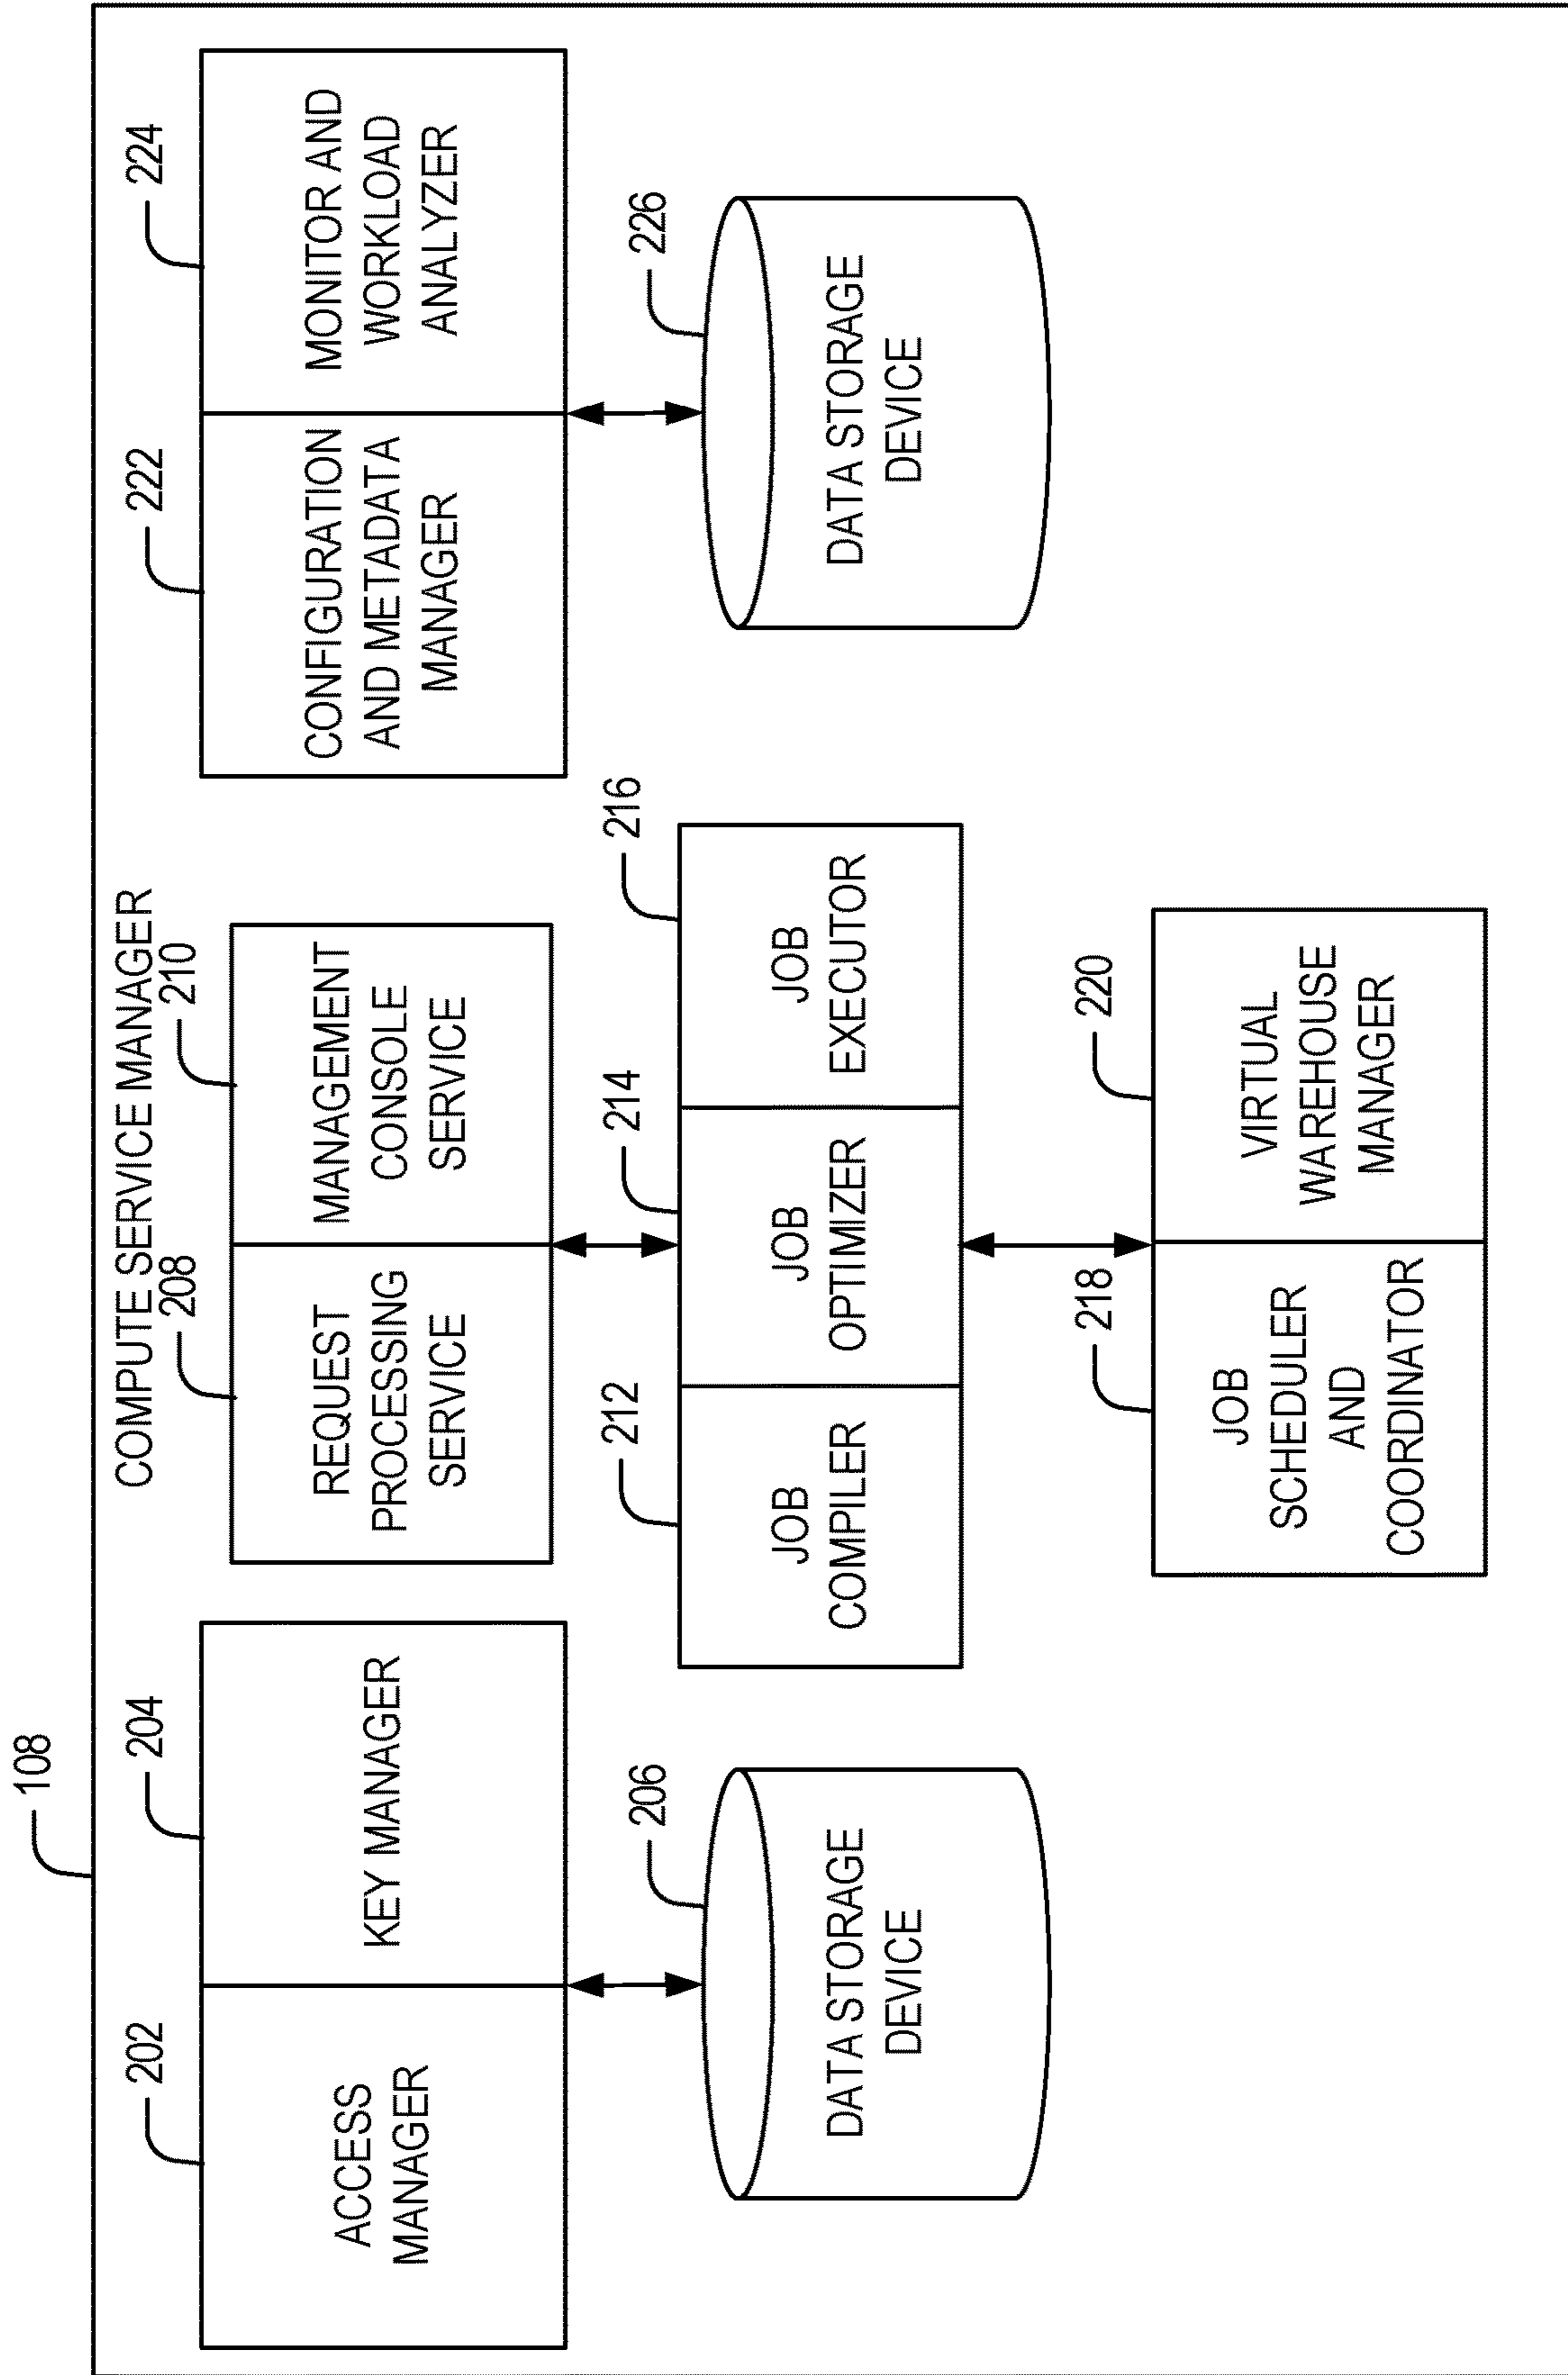 108
COMPUTE SERVICE MANAGER
202
204
ACCESS
MANAGER
KEY MANAGER
206
DATA STORAGE
DEVICE
208
210
REQUEST
PROCESSING
SERVICE
MANAGEMENT
CONSOLE
SERVICE
212
214
216
JOB
COMPILER
JOB
OPTIMIZER
JOB
EXECUTOR
218
220
JOB
SCHEDULER
AND
COORDINATOR
VIRTUAL
WAREHOUSE
MANAGER
222
224
CONFIGURATION
AND METADATA
MANAGER
MONITOR AND
WORKLOAD
ANALYZER
226
DATA STORAGE
DEVICE